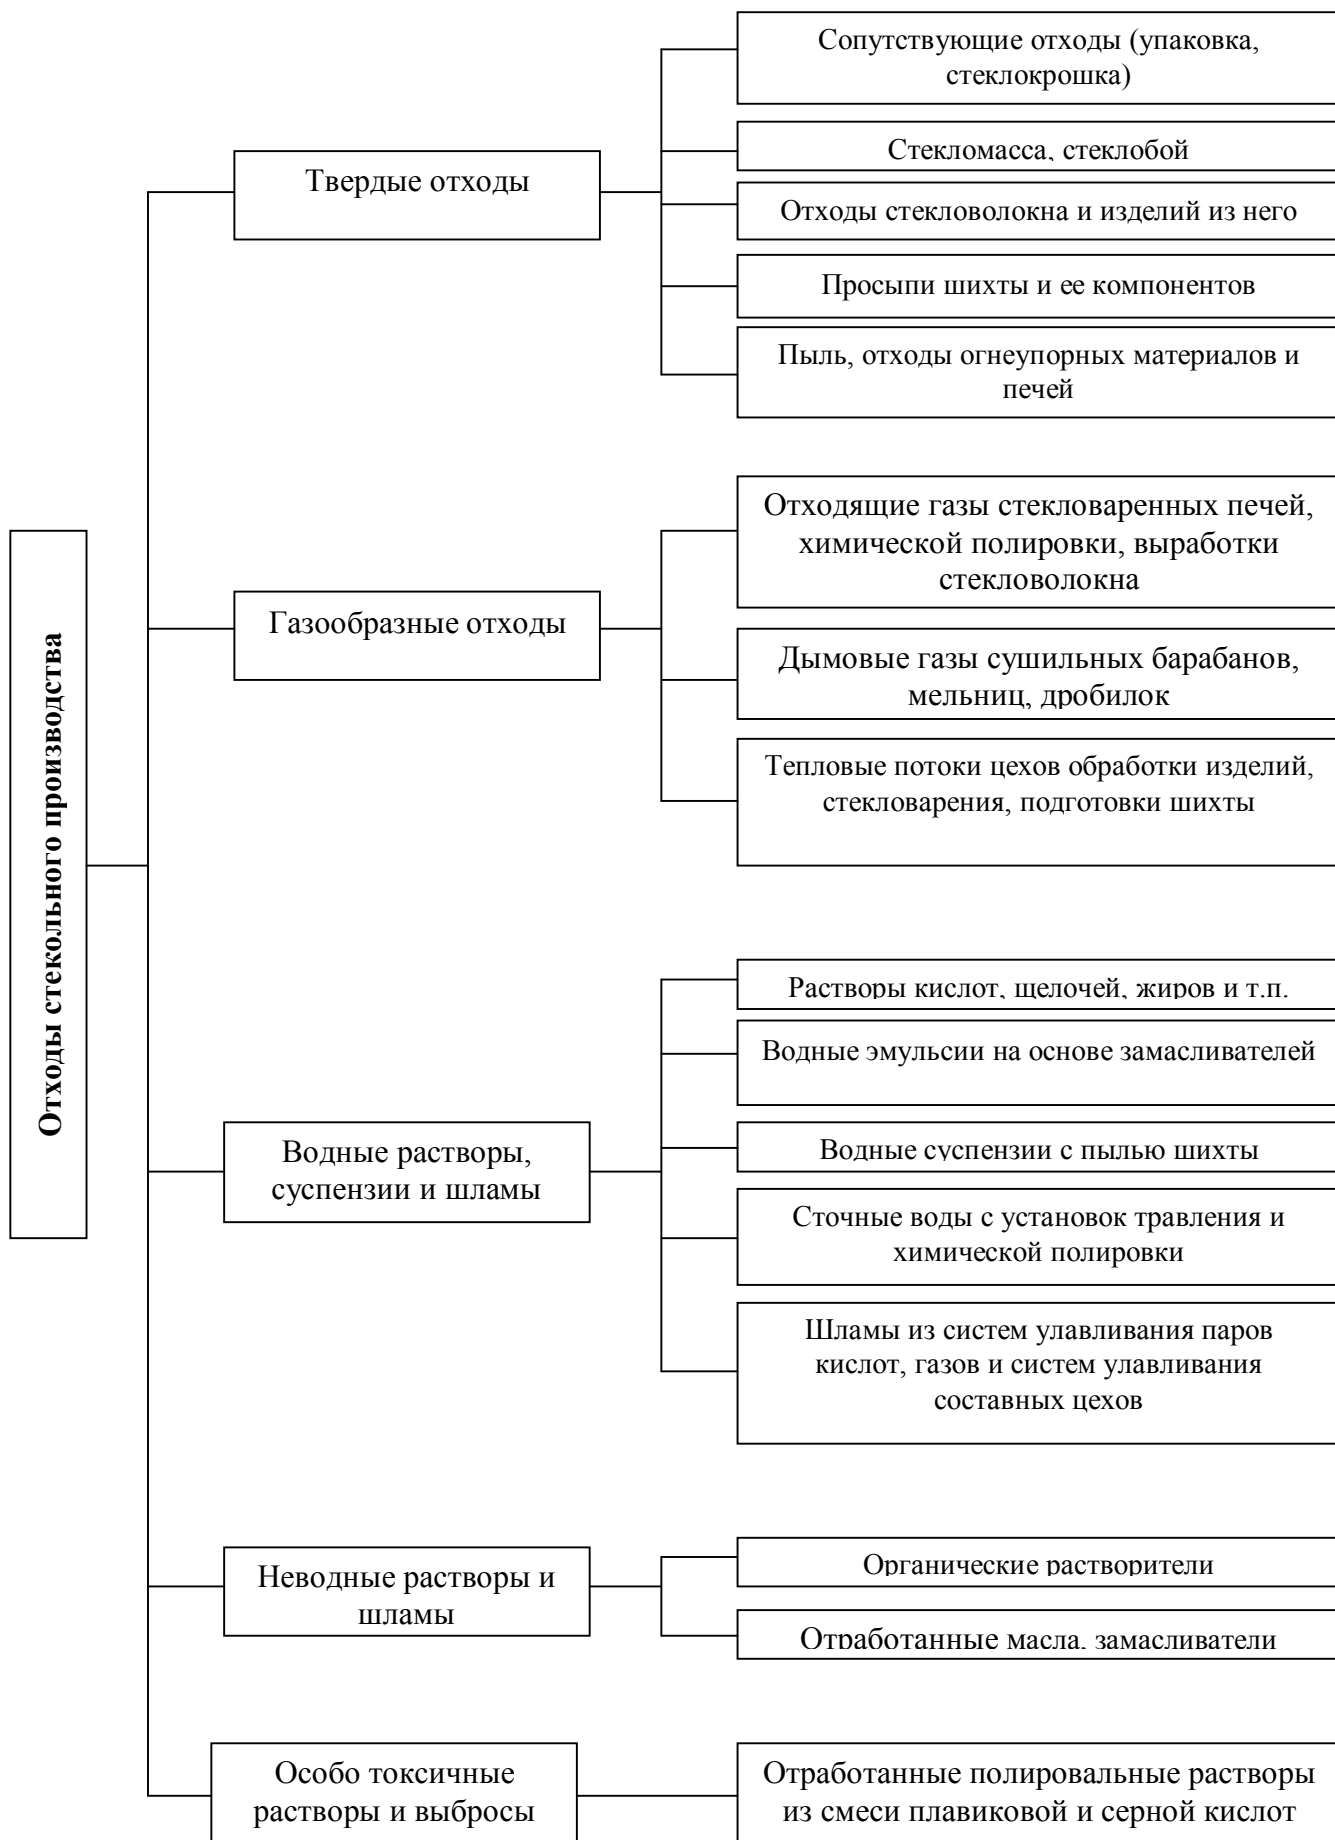 Отходы стекольного производства
Твердые отходы
Сопутствующие отходы (упаковка,
стеклокрошка)
Стекломасса, стеклобой
Отходы стекловолокна и изделий из него
Просыпи шихты и ее компонентов
Пыль, отходы огнеупорных материалов и
печей
Газообразные отходы
Отходящие газы стекловаренных печей,
химической полировки, выработки
стекловолокна
Дымовые газы сушильных барабанов,
мельниц, дробилок
Тепловые потоки цехов обработки изделий,
стекловарения, подготовки шихты
Водные растворы,
суспензии и шламы
Растворы кислот, щелочей, жиров и т.п.
Водные эмульсии на основе замасливателей
Водные суспензии с пылью шихты
Сточные воды с установок травления и
химической полировки
Шламы из систем улавливания паров
кислот, газов и систем улавливания
составных цехов
Неводные растворы и
шламы
Органические растворители
Отработанные масла, замасливатели
Особо токсичные
растворы и выбросы
Отработанные полировальные растворы
из смеси плавиковой и серной кислот